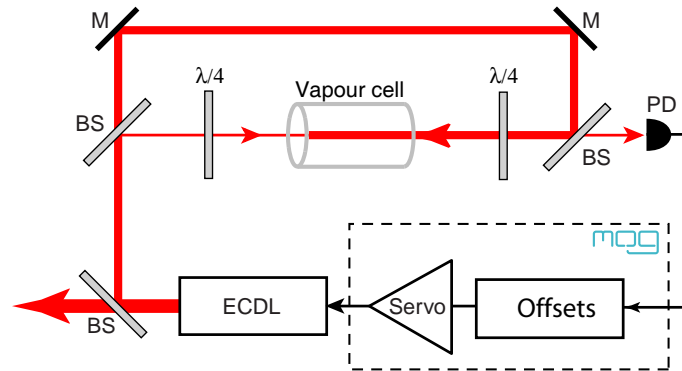 M
M
λ/4
λ/4
Vapour cell
BS
PD
BS
mog
BS
ECDL
Servo
Offsets